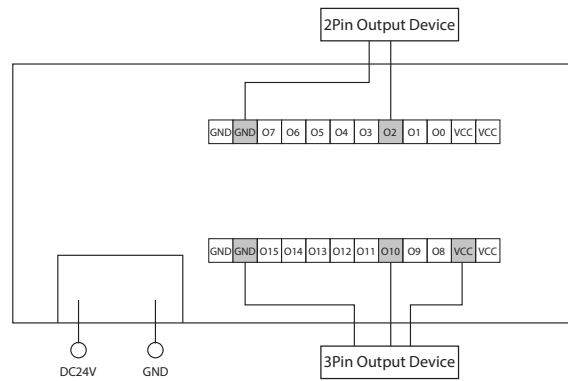 2Pin Output Device
GND GND O7 O6 O5 O4 O3 O2 O1 O0 VCC VCC
GND GND O15 O14 O13 O12 O11 O10 O9 O8 VCC VCC
DC24V GND
3Pin Output Device